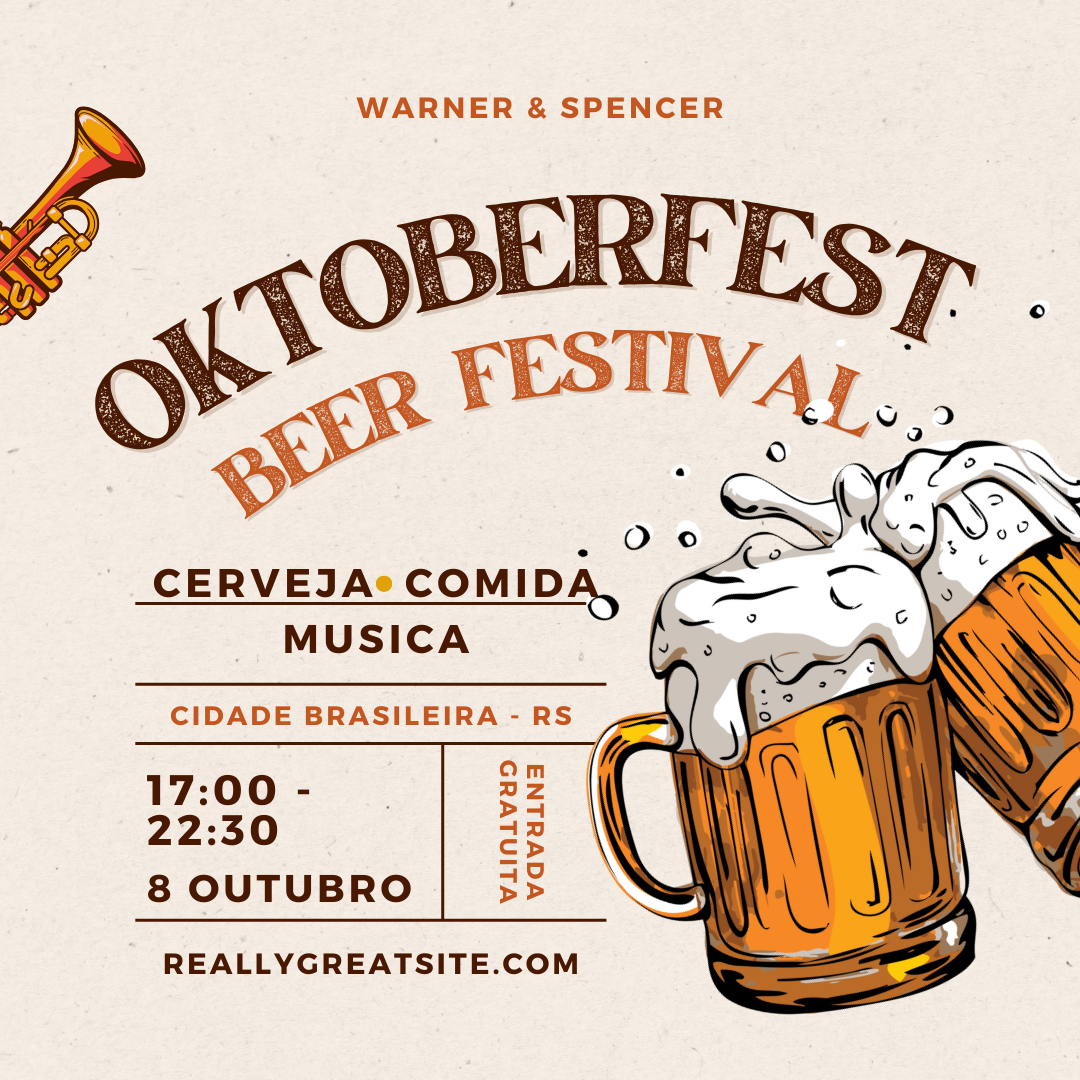 WARNER & SPENCER
OKTOBERFEST
BEER FESTIVAL
CERVEJA • COMIDA
MUSICA
CIDADE BRASILEIRA - RS
17:00 -
22:30
8 OUTUBRO
ENTRADA
GRATUITA
REALLYGREATSITE.COM